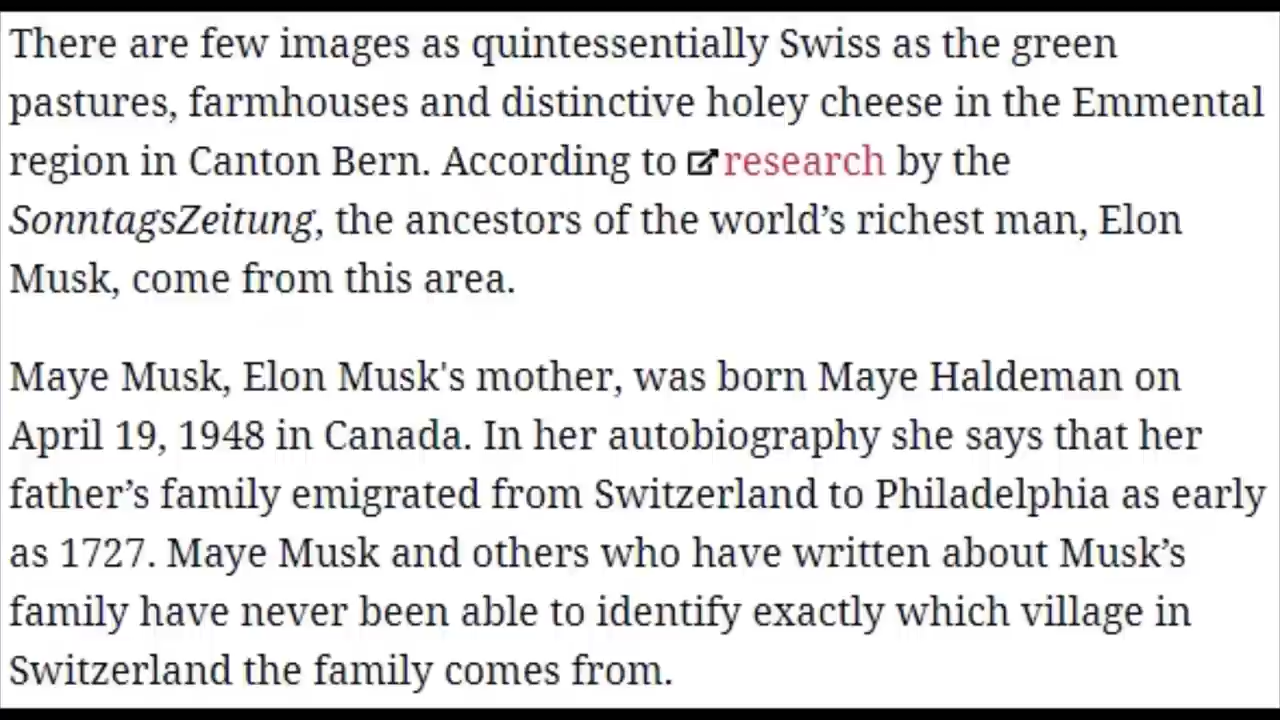 There are few images as quintessentially Swiss as the green
pastures, farmhouses and distinctive holey cheese in the Emmental
region in Canton Bern. According to research by the
SonntagsZeitung, the ancestors of the world’s richest man, Elon
Musk, come from this area.
Maye Musk, Elon Musk's mother, was born Maye Haldeman on
April 19, 1948 in Canada. In her autobiography she says that her
father’s family emigrated from Switzerland to Philadelphia as early
as 1727. Maye Musk and others who have written about Musk’s
family have never been able to identify exactly which village in
Switzerland the family comes from.